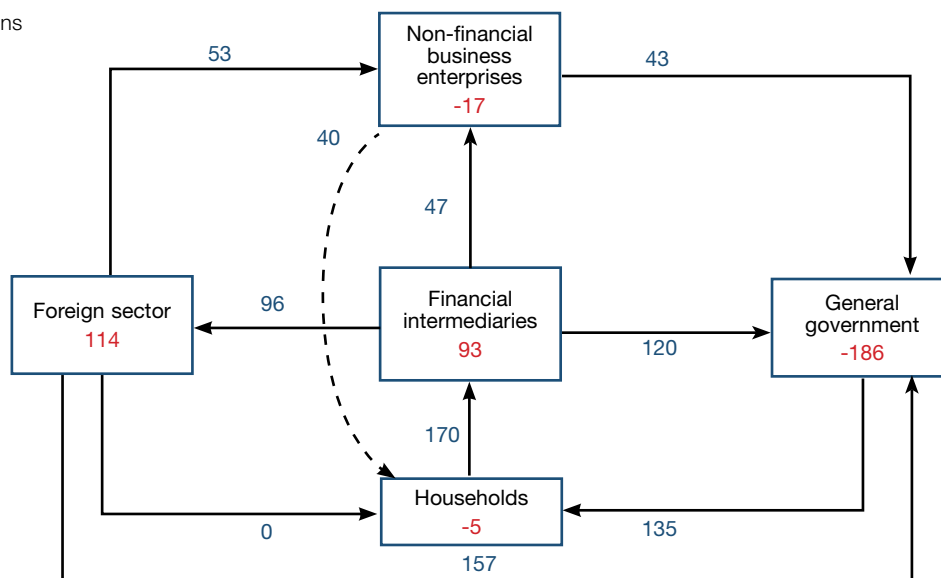 ns
53
Non-financial
business
enterprises
-17
43
40
47
Foreign sector
114
96
Financial
intermediaries
93
120
General
government
-186
170
Households
-5
0
135
157